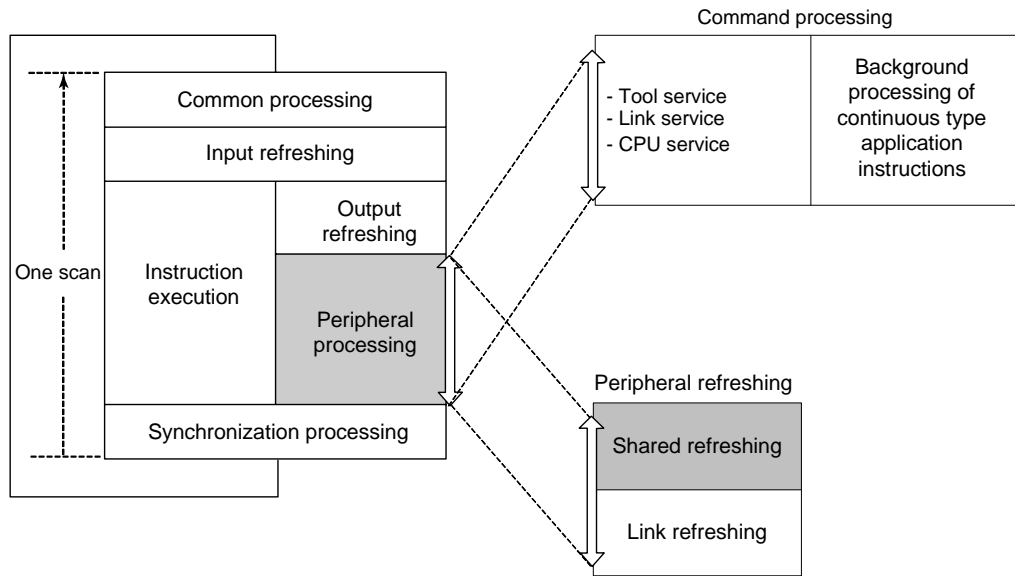 Command processing
Common processing
Input refreshing
Output
refreshing
One scan
Instruction
execution
Peripheral
processing
Synchronization processing
- Tool service
- Link service
- CPU service
Background
processing of
continuous type
application
instructions
Peripheral refreshing
Shared refreshing
Link refreshing